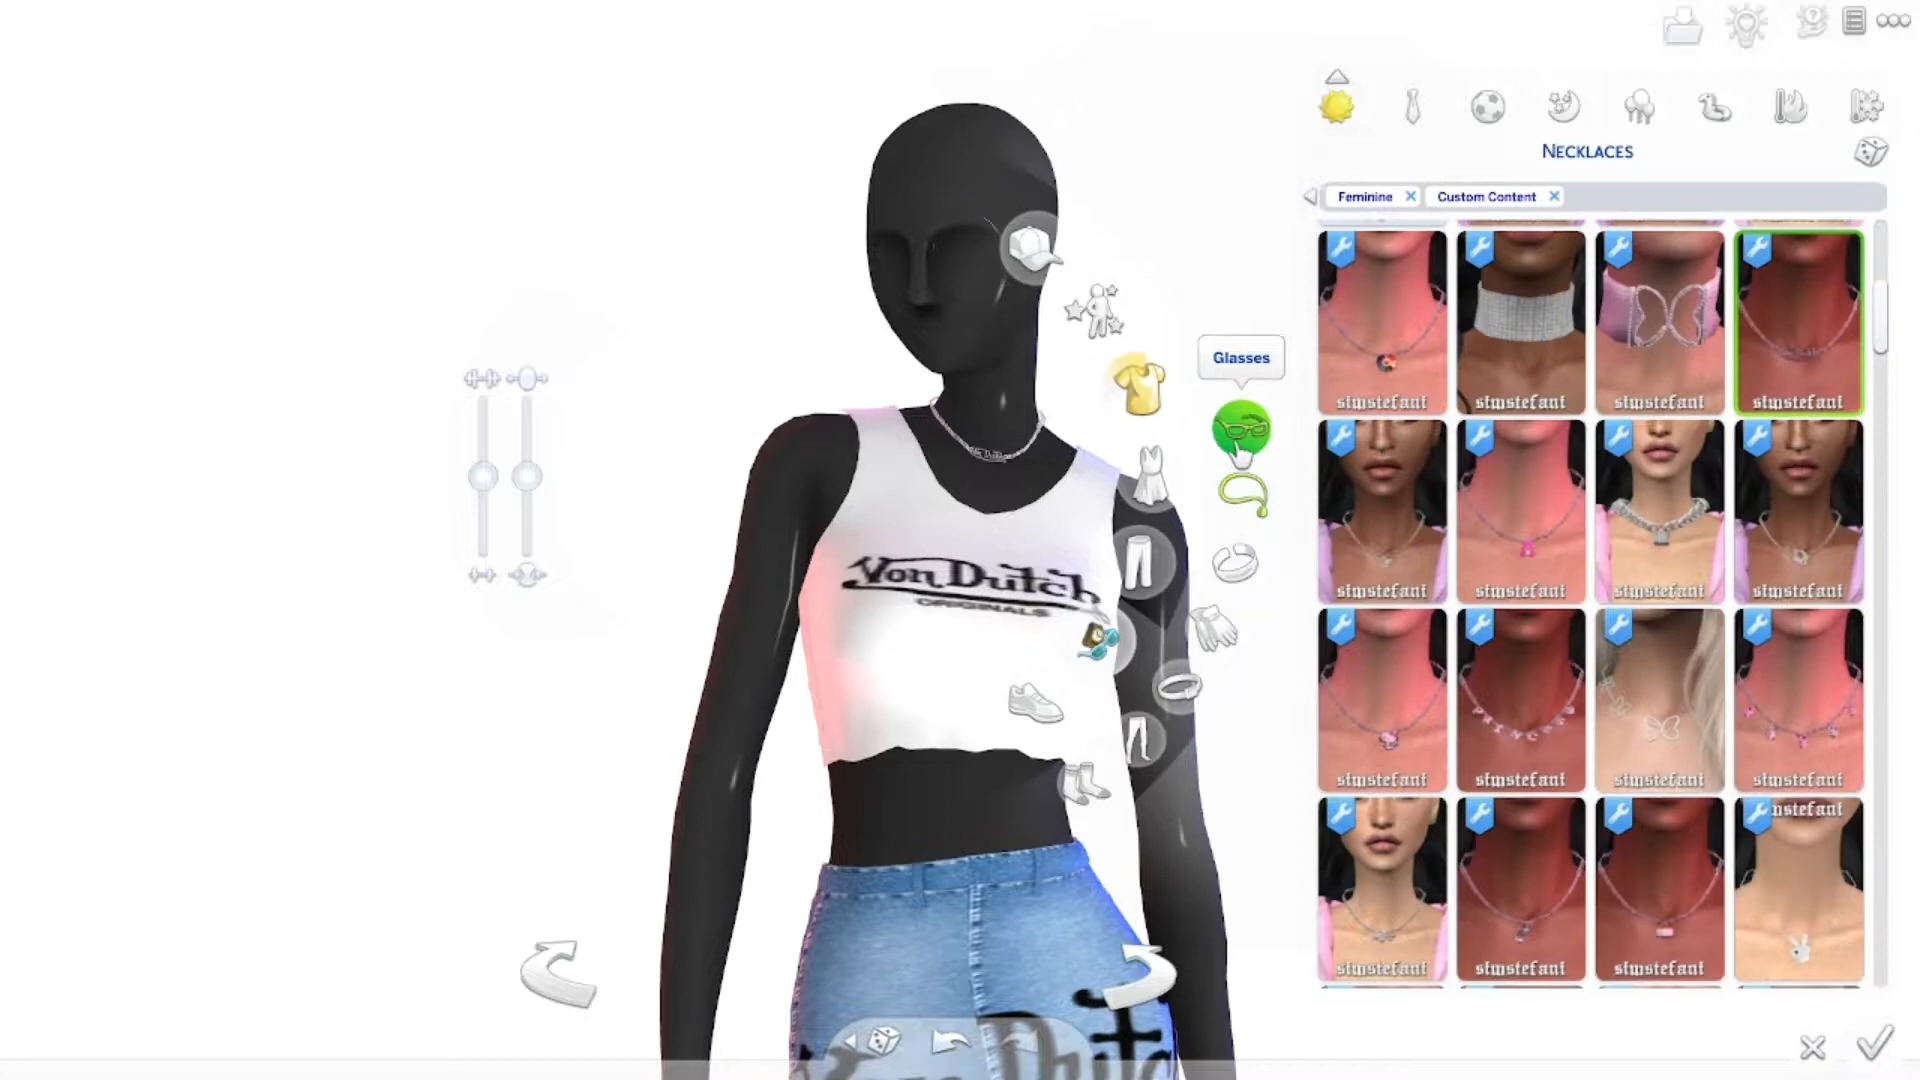 NECKLACES
Feminine
Custom Content
Glasses
simstefani simstefani simstefani simstefani
Von Dutch
ORIGINALS
simstefani simstefani simstefani simstefani
simstefani simstefani simstefani simstefani
simstefani simstefani simstefani